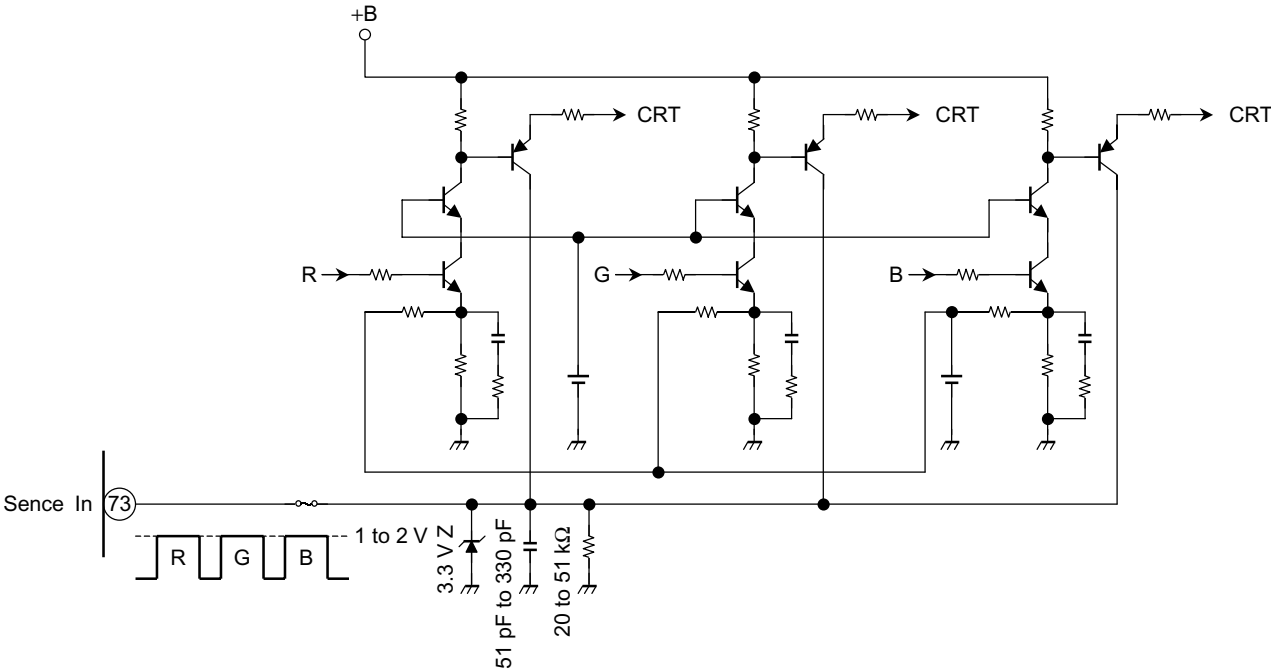 +B
CRT
CRT
CRT
R
G
B
Sence In
73
1 to 2 V
R
G
B
3.3 V Z
51 pF to 330 pF
20 to 51 kΩ